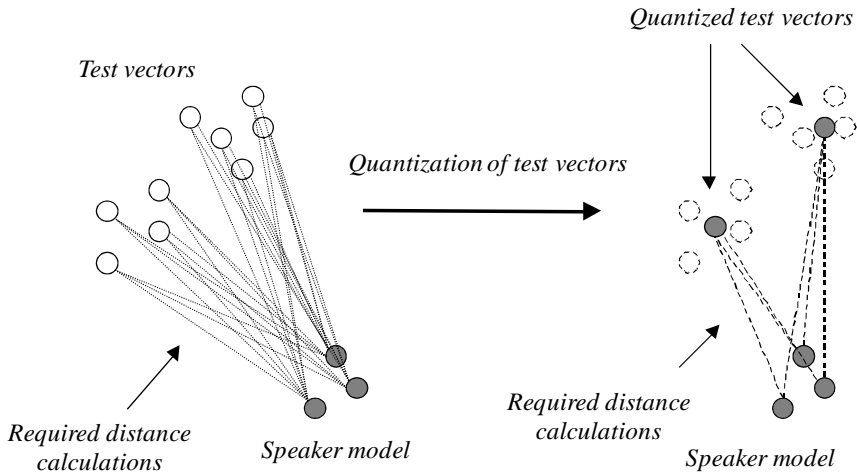 Quantized test vectors
Test vectors
Quantization of test vectors
Required distance
calculations
Speaker model
Required distance
calculations
Speaker model